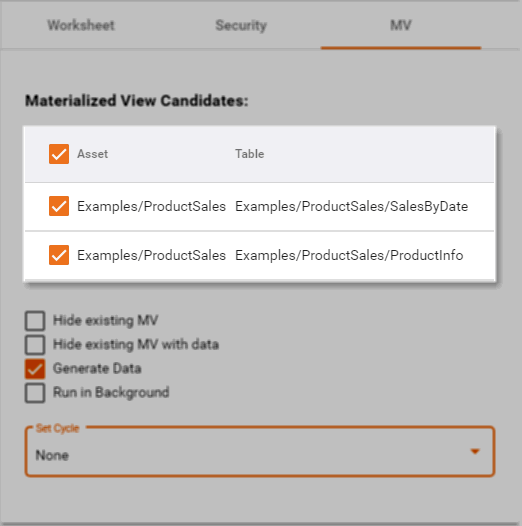 Worksheet Security MV
Materialized View Candidates:
Asset Table
Examples/ProductSales Examples/ProductSales/SalesByDate
Examples/ProductSales Examples/ProductSales/ProductInfo
Hide existing MV
Hide existing MV with data
Generate Data
Run in Background
Set Cycle
None